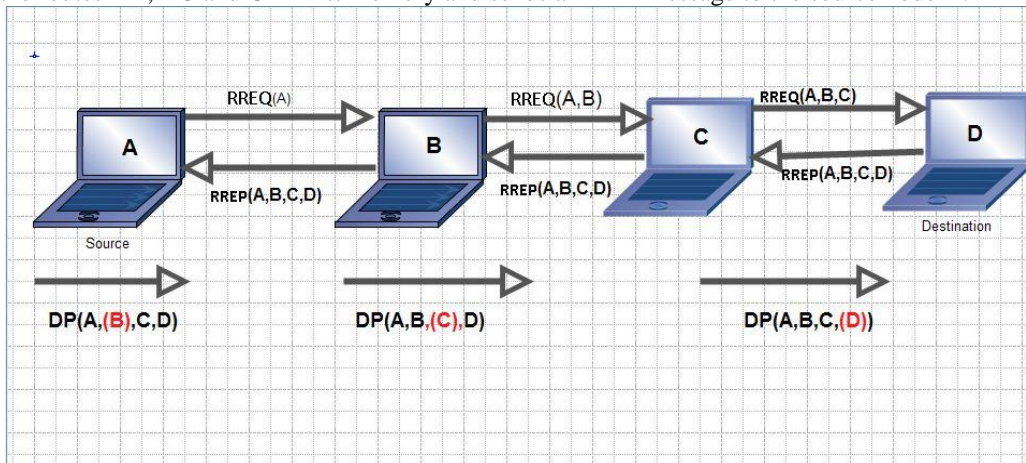 RREQ(A)
RREQ(A,B)
RREQ(A,B,C)
A
B
C
D
RREP(A,B,C,D)
RREP(A,B,C,D)
RREP(A,B,C,D)
Source
Destination
DP(A,(B),C,D)
DP(A,B,(C),D)
DP(A,B,C,(D))